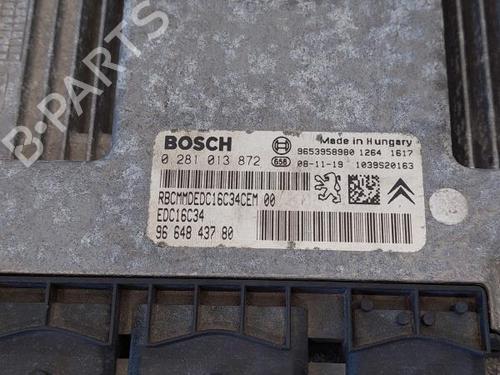 B-PARTS
BOSCH
Made in Hungary
0 281 013 872
658
9653958980 1264 1617
08-11-19 1039S20163
RBCMMDEDC16C34CEM 00
EDC16C34
96 648 437 80